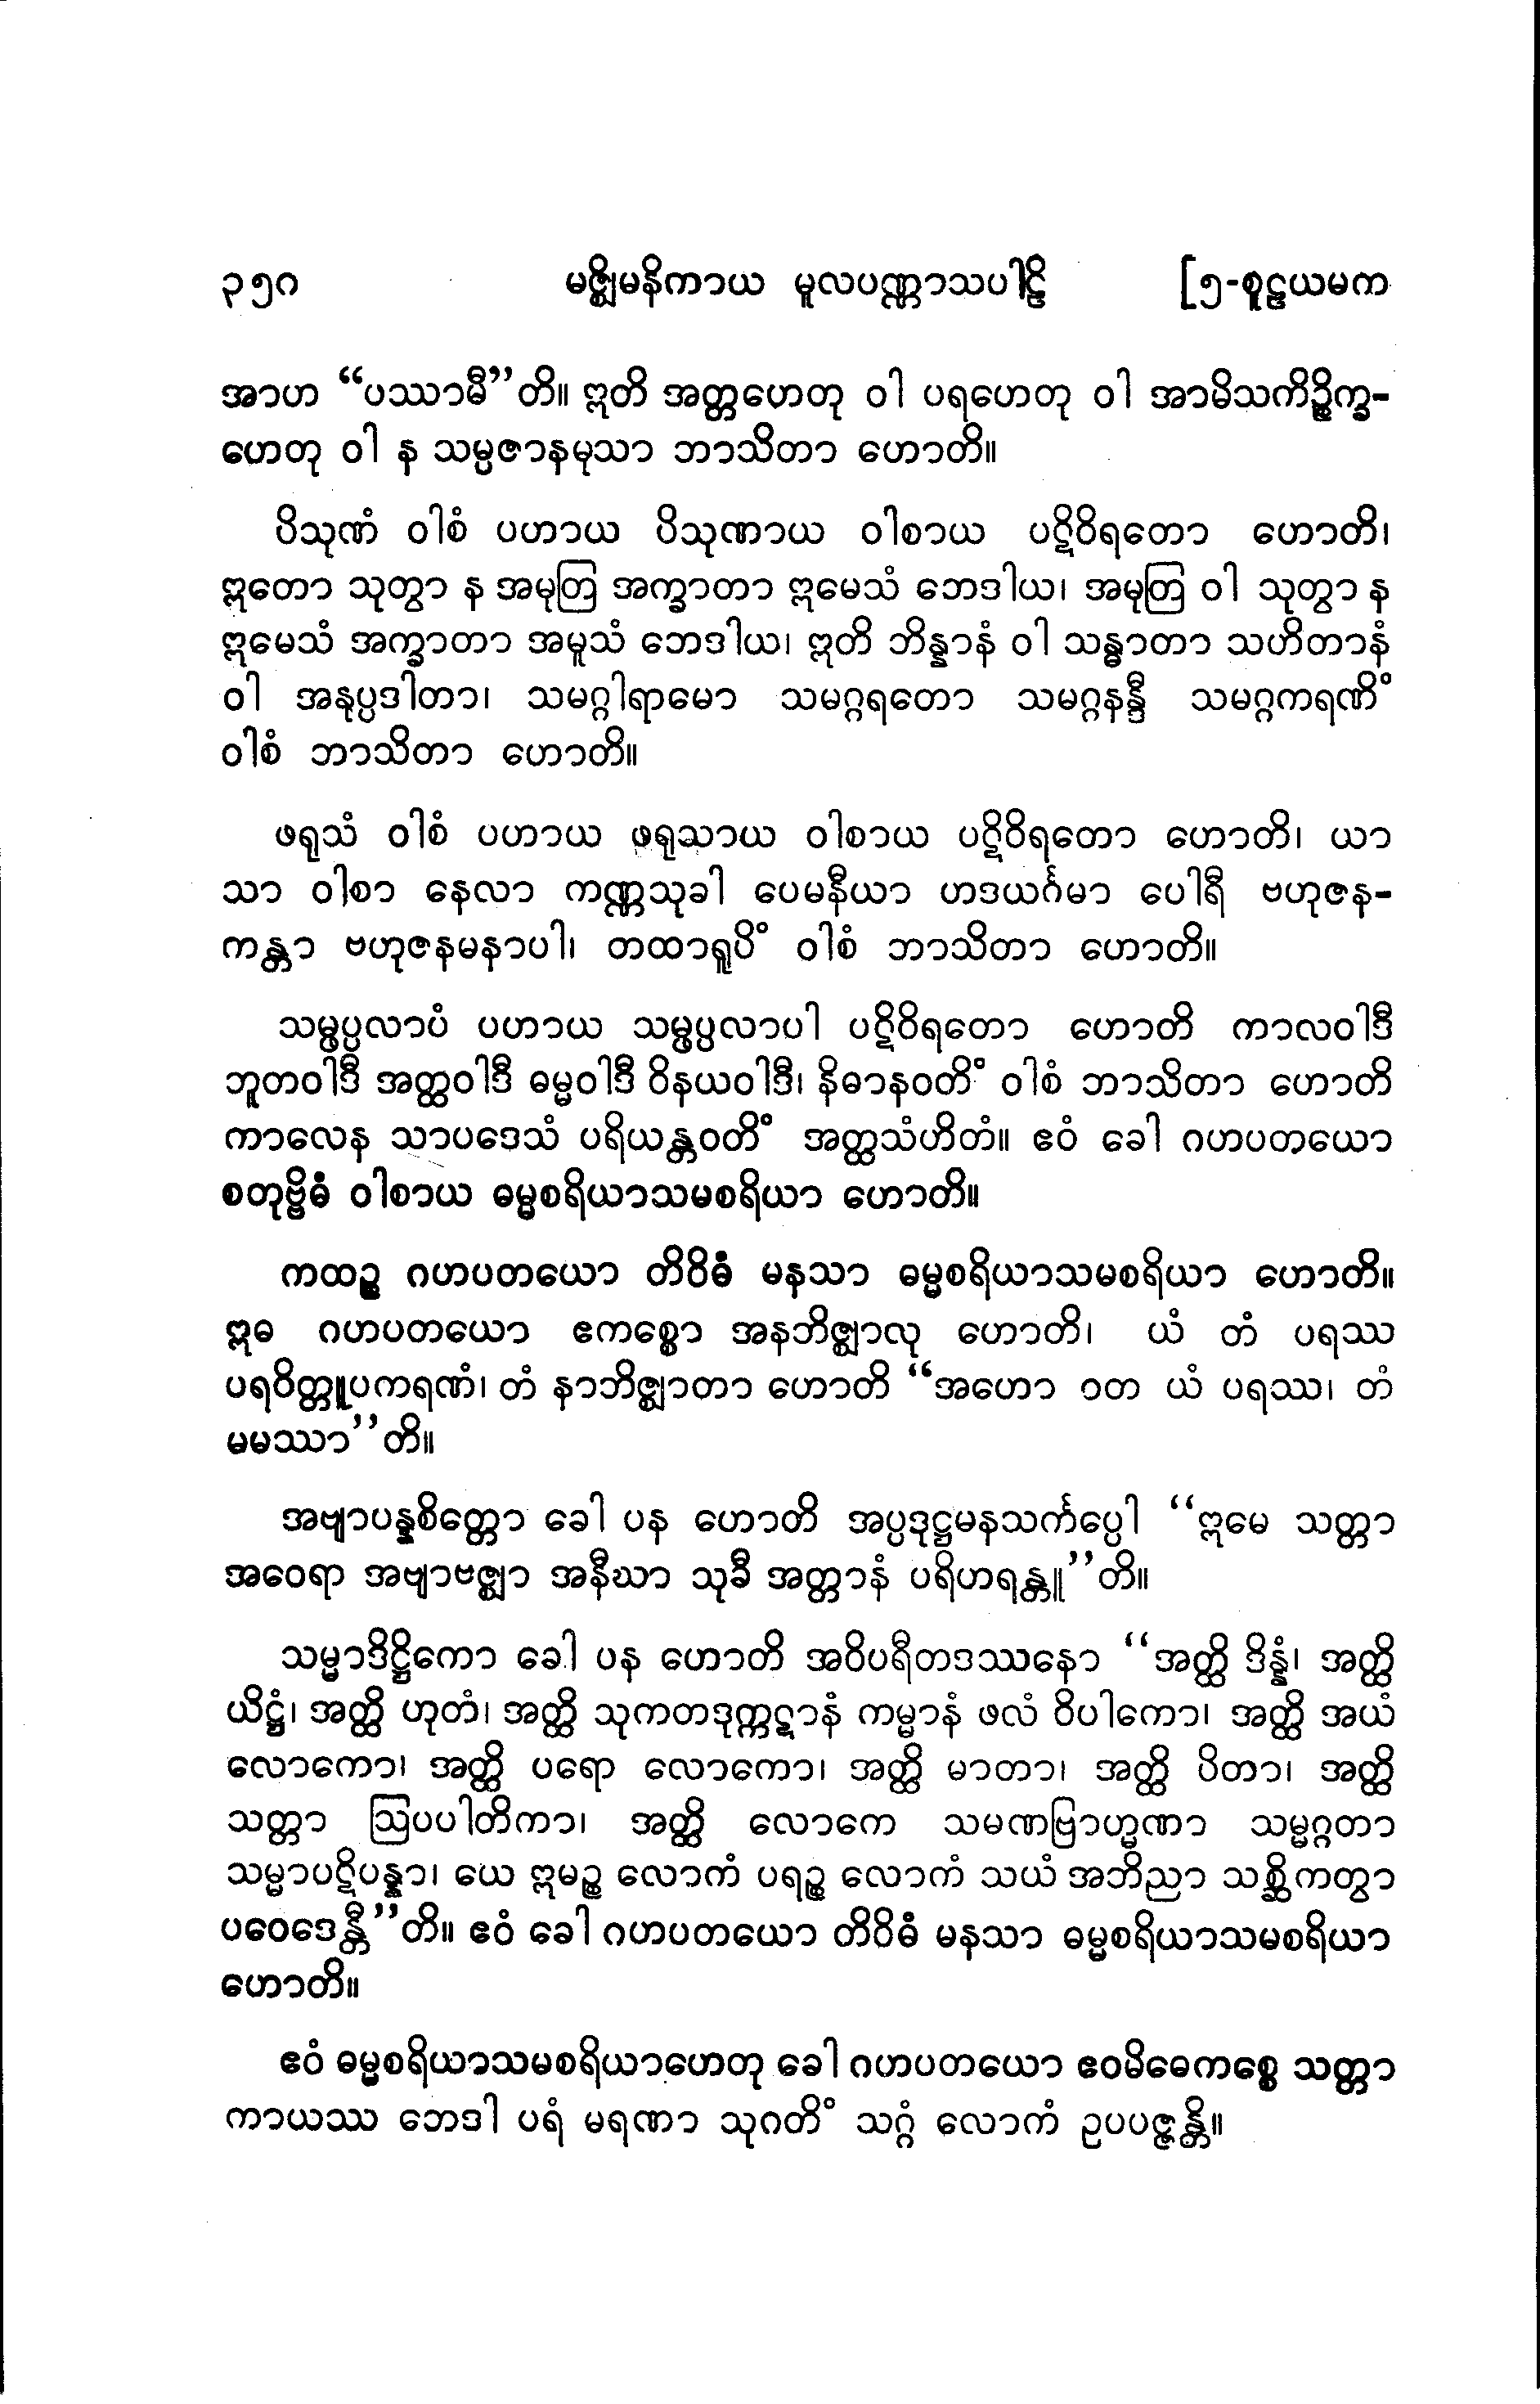 ၃၅၈ မဇ္ဈိမနိကာယ မူလပဏ္ဏာသပါဠိ [၅-စူဠယမက
အာဟ “ပဿာမီ”တိ။ ဣတိ အတ္တဟေတု ဝါ ပရဟေတု ဝါ အာမိသကိဉ္စိက္ခ-
ဟေတု ဝါ န သမ္ပဇာနမုသာ ဘာသိတာ ဟောတိ။
ပိသုဏံ ဝါစံ ပဟာယ ပိသုဏာယ ဝါစာယ ပဋိဝိရတော ဟောတိ၊
ဣတော သုတွာ န အမုတြ အက္ခာတာ ဣမေသံ ဘေဒါယ၊ အမုတြ ဝါ သုတွာ န
ဣမေသံ အက္ခာတာ အမူသံ ဘေဒါယ၊ ဣတိ ဘိန္နာနံ ဝါ သန္ဓာတာ သဟိတာနံ
ဝါ အနုပ္ပဒါတာ၊ သမဂ္ဂါရာမော သမဂ္ဂရတော သမဂ္ဂနန္ဒီ သမဂ္ဂကရဏိံ
ဝါစံ ဘာသိတာ ဟောတိ။
ဖရုသံ ဝါစံ ပဟာယ ဖရုသာယ ဝါစာယ ပဋိဝိရတော ဟောတိ၊ ယာ
သာ ဝါစာ နေလာ ကဏ္ဏသုခါ ပေမနီယာ ဟဒယင်္ဂမာ ပေါရီ ဗဟုဇန-
ကန္တာ ဗဟုဇနမနာပါ၊ တထာရူပိံ ဝါစံ ဘာသိတာ ဟောတိ။
သမ္ဖပ္ပလာပံ ပဟာယ သမ္ဖပ္ပလာပါ ပဋိဝိရတော ဟောတိ ကာလဝါဒီ
ဘူတဝါဒီ အတ္ထဝါဒီ ဓမ္မဝါဒီ ဝိနယဝါဒီ၊ နိဓာနဝတိံ ဝါစံ ဘာသိတာ ဟောတိ
ကာလေန သာပဒေသံ ပရိယန္တဝတိံ အတ္ထသံဟိတံ။ ဧဝံ ခေါ ဂဟပတယော
စတုဗ္ဗိဓံ ဝါစာယ ဓမ္မစရိယာသမစရိယာ ဟောတိ။
ကထဉ္စ ဂဟပတယော တိဝိဓံ မနသာ ဓမ္မစရိယာသမစရိယာ ဟောတိ။
ဣဓ ဂဟပတယော ဧကစ္စော အနဘိဇ္ဈာလု ဟောတိ၊ ယံ တံ ပရဿ
ပရဝိတ္တူပကရဏံ၊ တံ နာဘိဇ္ဈာတာ ဟောတိ “အဟော ဝတ ယံ ပရဿ၊ တံ
မမဿာ”တိ။
အဗျာပန္နစိတ္တော ခေါ ပန ဟောတိ အပ္ပဒုဋ္ဌမနသင်္ကပ္ပေါ “ဣမေ သတ္တာ
အဝေရာ အဗျာဗဇ္ဈာ အနီဃာ သုခီ အတ္တာနံ ပရိဟရန္တူ”တိ။
သမ္မာဒိဋ္ဌိကော ခေါ ပန ဟောတိ အဝိပရီတဒဿနော “အတ္ထိ ဒိန္နံ၊ အတ္ထိ
ယိဋ္ဌံ၊ အတ္ထိ ဟုတံ၊ အတ္ထိ သုကတဒုက္ကဋာနံ ကမ္မာနံ ဖလံ ဝိပါကော၊ အတ္ထိ အယံ
လောကော၊ အတ္ထိ ပရော လောကော၊ အတ္ထိ မာတာ၊ အတ္ထိ ပိတာ၊ အတ္ထိ
သတ္တာ ဩပပါတိကာ၊ အတ္ထိ လောကေ သမဏဗြာဟ္မဏာ သမ္မဂ္ဂတာ
သမ္မာပဋိပန္နာ၊ ယေ ဣမဉ္စ လောကံ ပရဉ္စ လောကံ သယံ အဘိညာ သစ္ဆိကတွာ
ပဝေဒေန္တီ”တိ။ ဧဝံ ခေါ ဂဟပတယော တိဝိဓံ မနသာ ဓမ္မစရိယာသမစရိယာ
ဟောတိ။
ဧဝံ ဓမ္မစရိယာသမစရိယာဟေတု ခေါ ဂဟပတယော ဧဝမိဓေကစ္စေ သတ္တာ
ကာယဿ ဘေဒါ ပရံ မရဏာ သုဂတိံ သဂ္ဂံ လောကံ ဥပပဇ္ဇန္တိ။